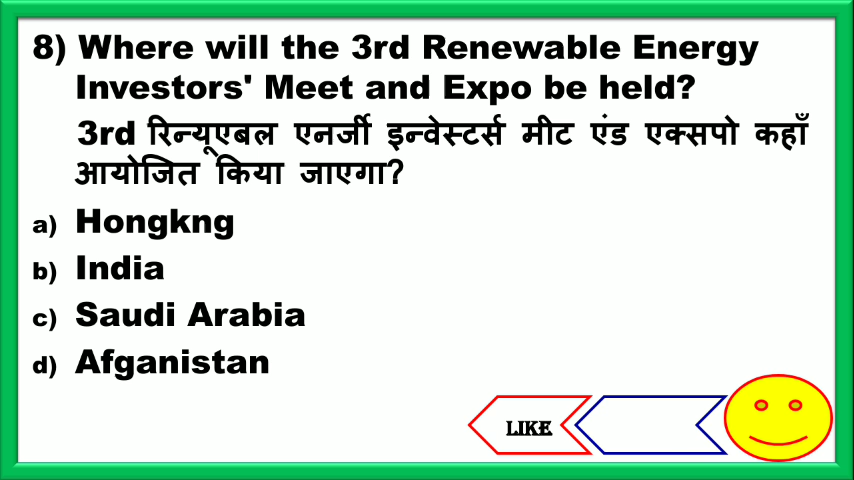 8) Where will the 3rd Renewable Energy
Investors' Meet and Expo be held?
3rd रिन्यूएबल एनर्जी इन्वेस्टर्स मीट एंड एक्सपो कहाँ
आयोजित किया जाएगा?
a) Hongkng
b) India
c) Saudi Arabia
d) Afganistan
LIKE